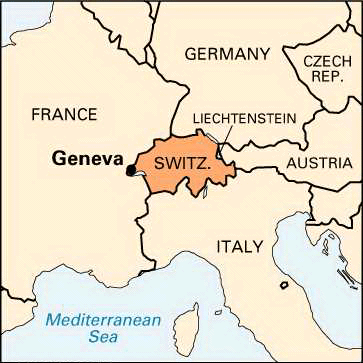 GERMANY
CZECH
REP.
FRANCE
LIECHTENSTEIN
Geneva
SWITZ.
AUSTRIA
ITALY
Mediterranean
Sea